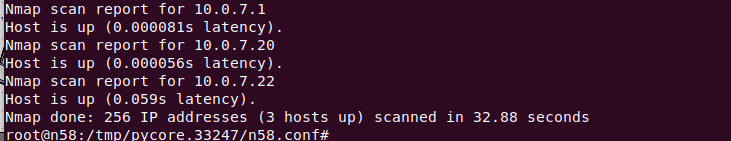 Nmap scan report for 10.0.7.1
Host is up (0.000081s latency).
Nmap scan report for 10.0.7.20
Host is up (0.000056s latency).
Nmap scan report for 10.0.7.22
Host is up (0.059s latency).
Nmap done: 256 IP addresses (3 hosts up) scanned in 32.88 seconds
root@n58:/tmp/pycore.33247/n58.conf#